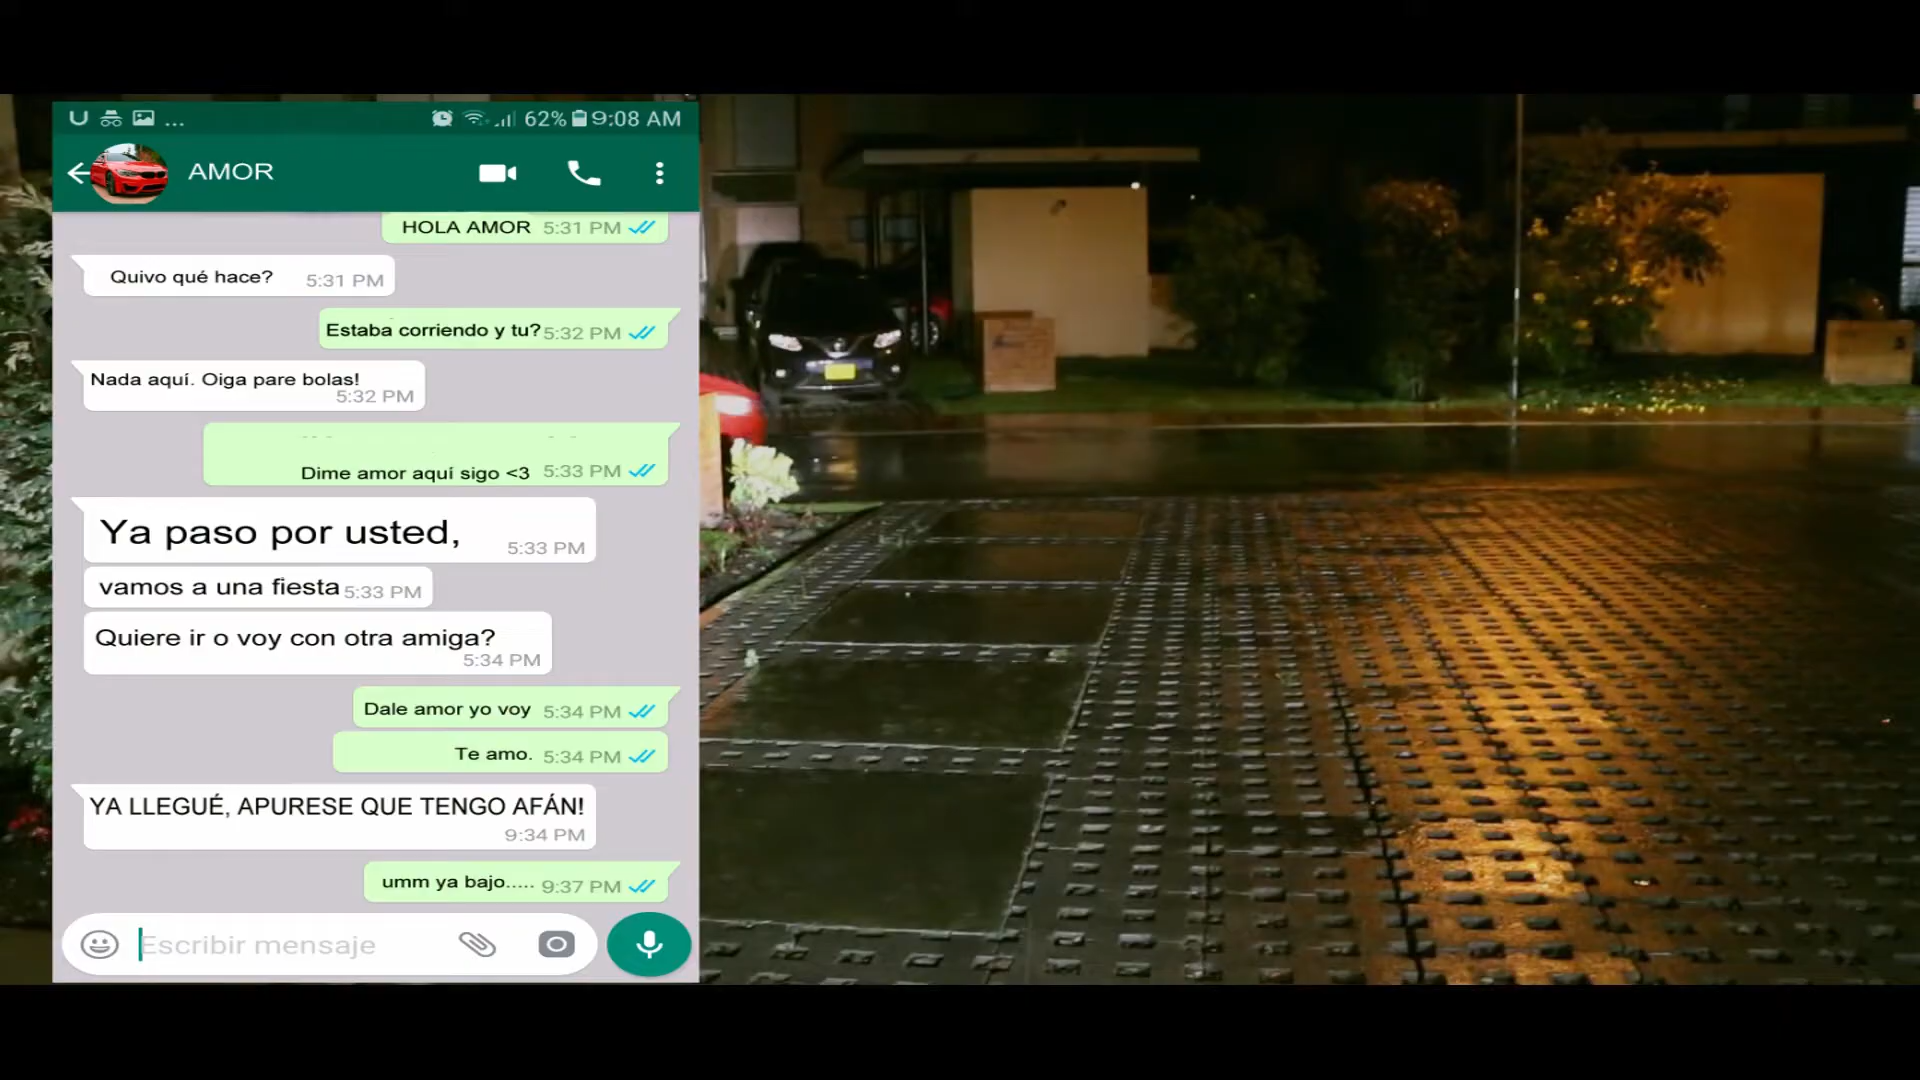 62% 9:08 AM
AMOR
HOLA AMOR 5:31 PM
Quivo qué hace? 5:31 PM
Estaba corriendo y tu? 5:32 PM
Nada aquí. Oiga pare bolas!
5:32 PM
Dime amor aquí sigo <3 5:33 PM
Ya paso por usted,
5:33 PM
vamos a una fiesta 5:33 PM
Quiere ir o voy con otra amiga?
5:34 PM
Dale amor yo voy 5:34 PM
Te amo. 5:34 PM
YA LLEGUÉ, APURESE QUE TENGO AFÁN!
9:34 PM
umm ya bajo..... 9:37 PM
Escribir mensaje